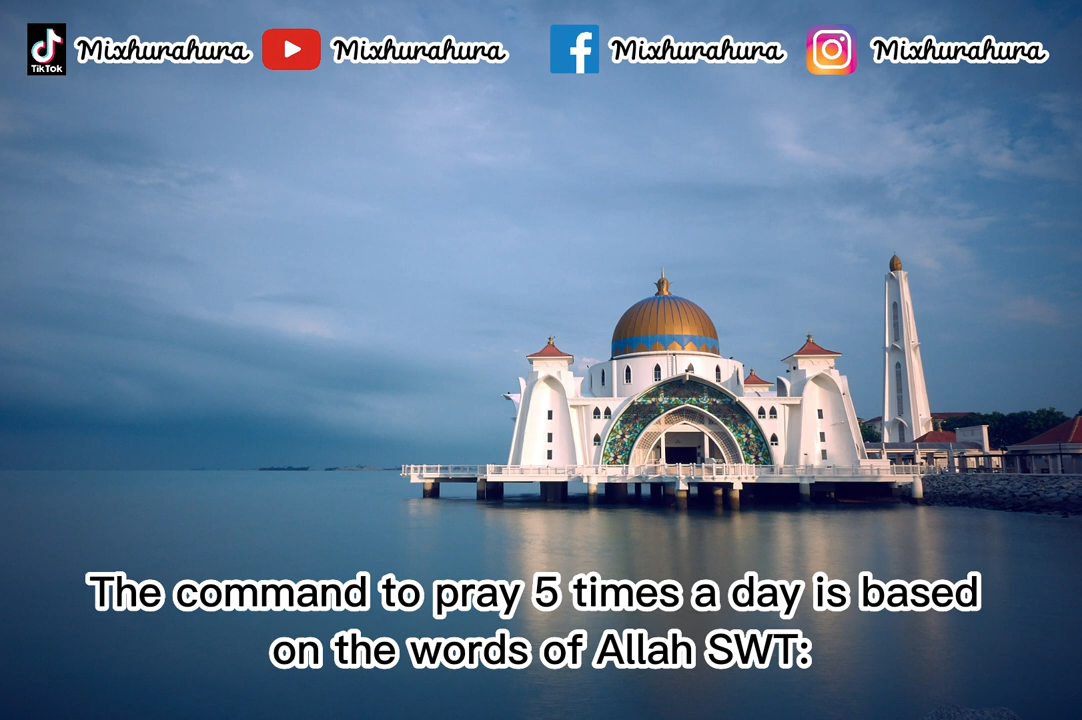 TikTok Mixhurahura Mixhurahura Mixhurahura Mixhurahura
The command to pray 5 times a day is based
on the words of Allah SWT: